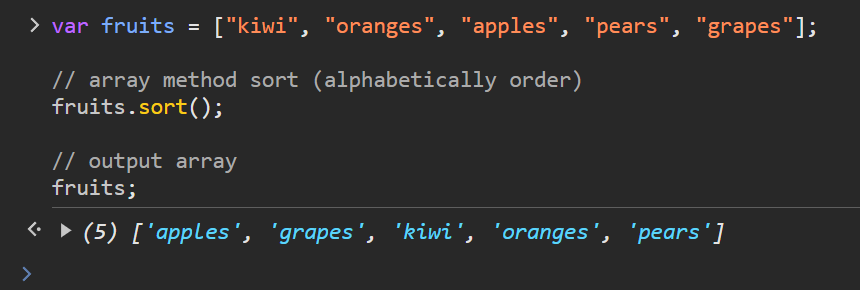 var fruits = ["kiwi", "oranges", "apples", "pears", "grapes"];
// array method sort (alphabetically order)
fruits.sort();
// output array
fruits;
(5) ['apples', 'grapes', 'kiwi', 'oranges', 'pears']